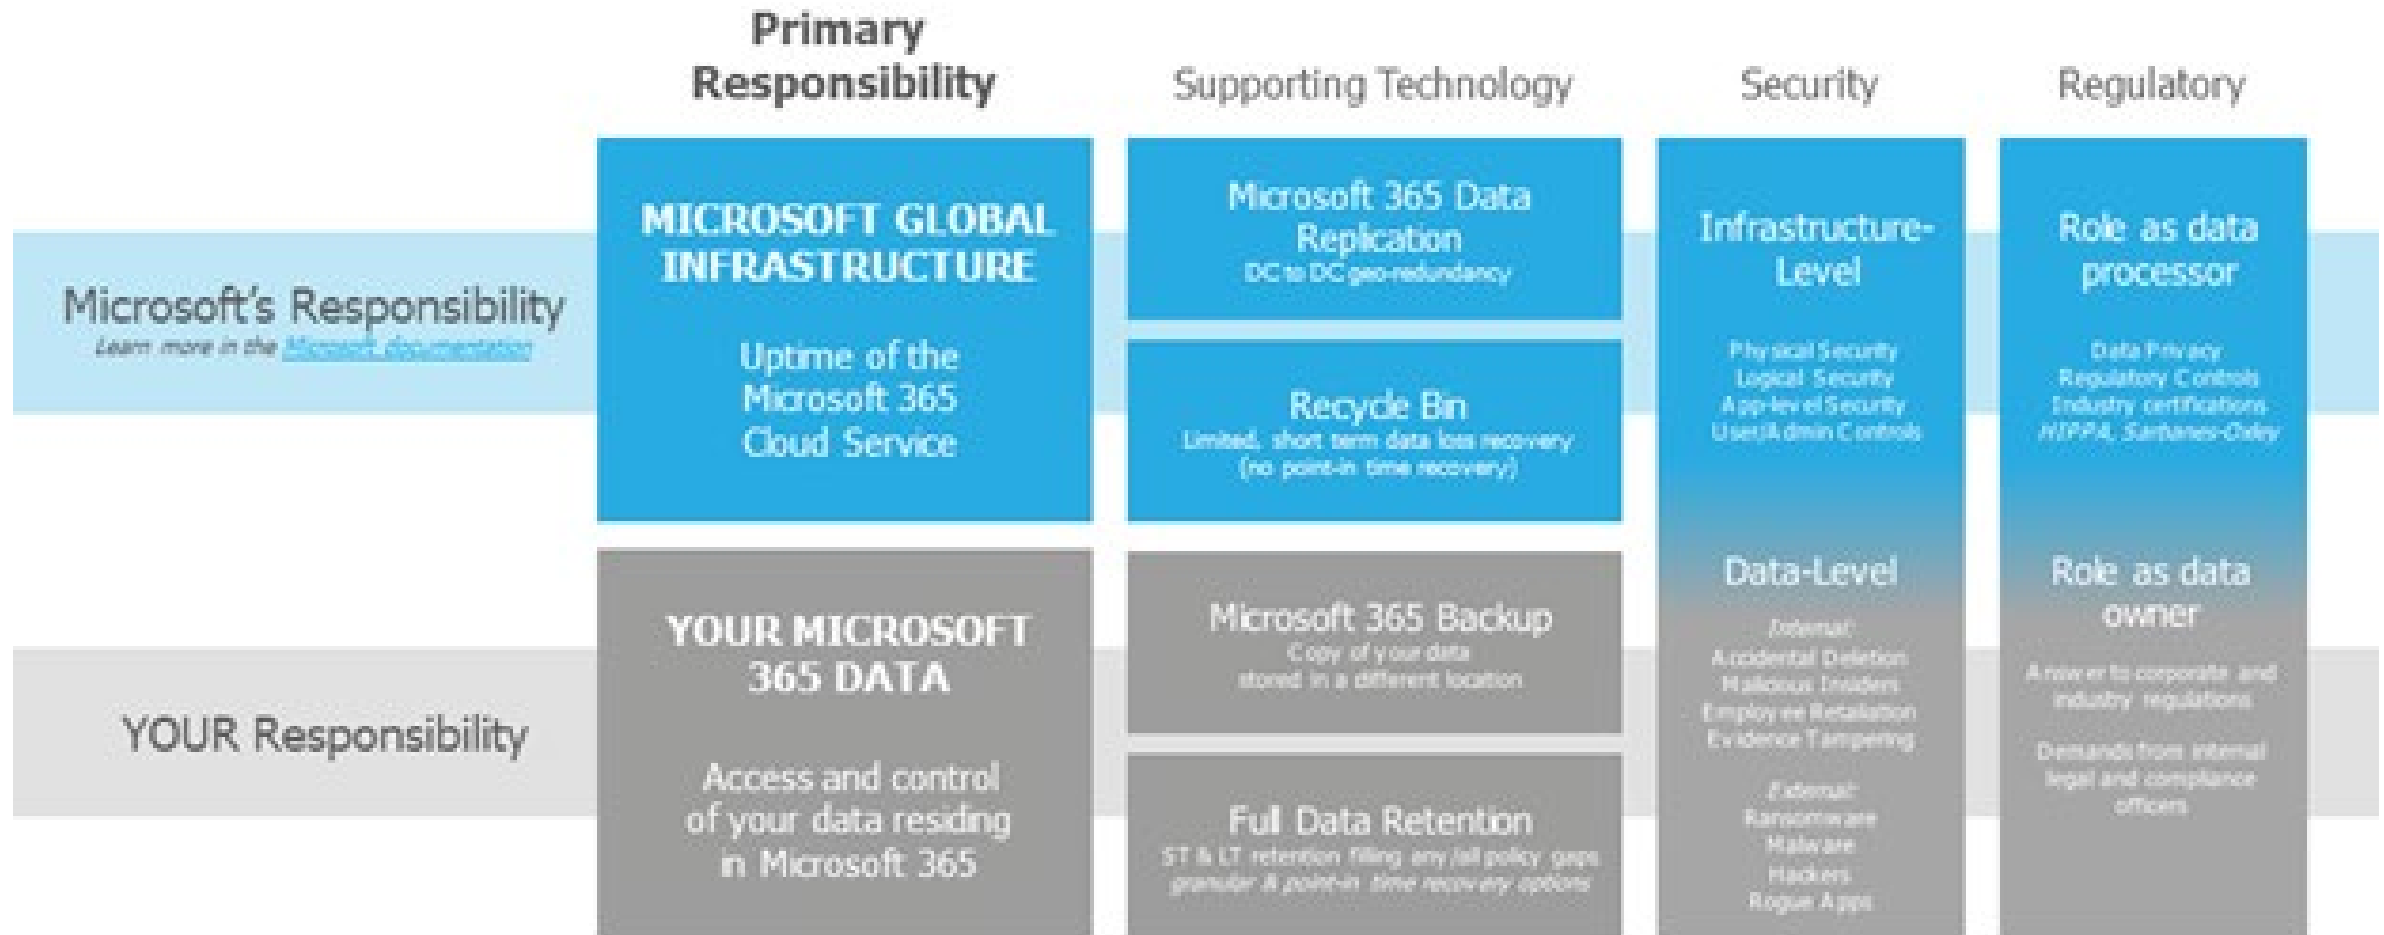 Primary
Responsibility
Supporting Technology
Security
Regulatory
Microsoft's Responsibility
Learn more in the Microsoft documentation
MICROSOFT GLOBAL
INFRASTRUCTURE
Uptime of the
Microsoft 365
Cloud Service
Microsoft 365 Data
Replication
DC to DC geo-redundancy
Recycle Bin
Limited, short term data loss recovery
(no point-in time recovery)
Infrastructure-
Level
Physical Security
Logical Security
App-level Security
User/Admin Controls
Role as data
processor
Data Privacy
Regulatory Controls
Industry certifications
HIPPA, Sarbanes-Oxley
YOUR Responsibility
YOUR MICROSOFT
365 DATA
Access and control
of your data residing
in Microsoft 365
Microsoft 365 Backup
Copy of your data
stored in a different location
Full Data Retention
ST & LT retention filling any/all policy gaps
granular & point-in time recovery options
Data-Level
Internal:
Accidental Deletion
Malicious Insiders
Employee Retaliation
Evidence Tampering
External:
Ransomware
Malware
Hackers
Rogue Apps
Role as data
owner
Answer to corporate and
industry regulations
Demands from internal
legal and compliance
officers